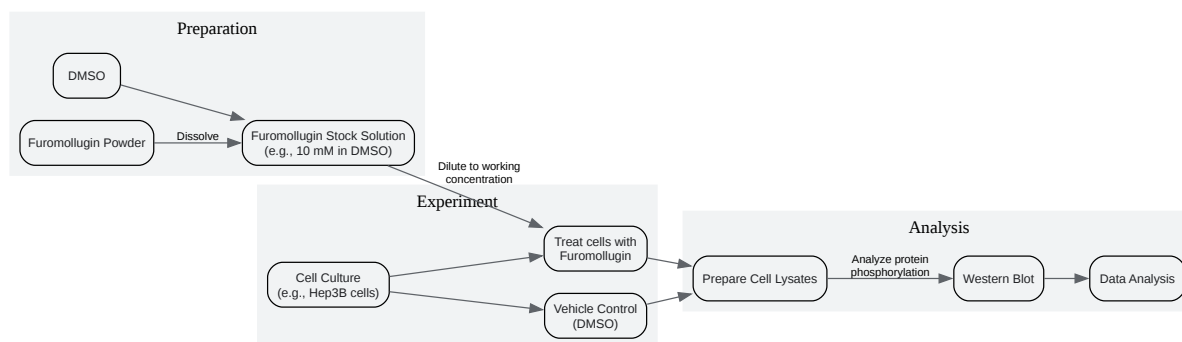 Preparation
DMSO
Furomollugin Powder
Dissolve
Furomollugin Stock Solution
(e.g., 10 mM in DMSO)
Dilute to working
concentration
Experiment
Cell Culture
(e.g., Hep3B cells)
Treat cells with
Furomollugin
Vehicle Control
(DMSO)
Analysis
Prepare Cell Lysates
Analyze protein
phosphorylation
Western Blot
Data Analysis